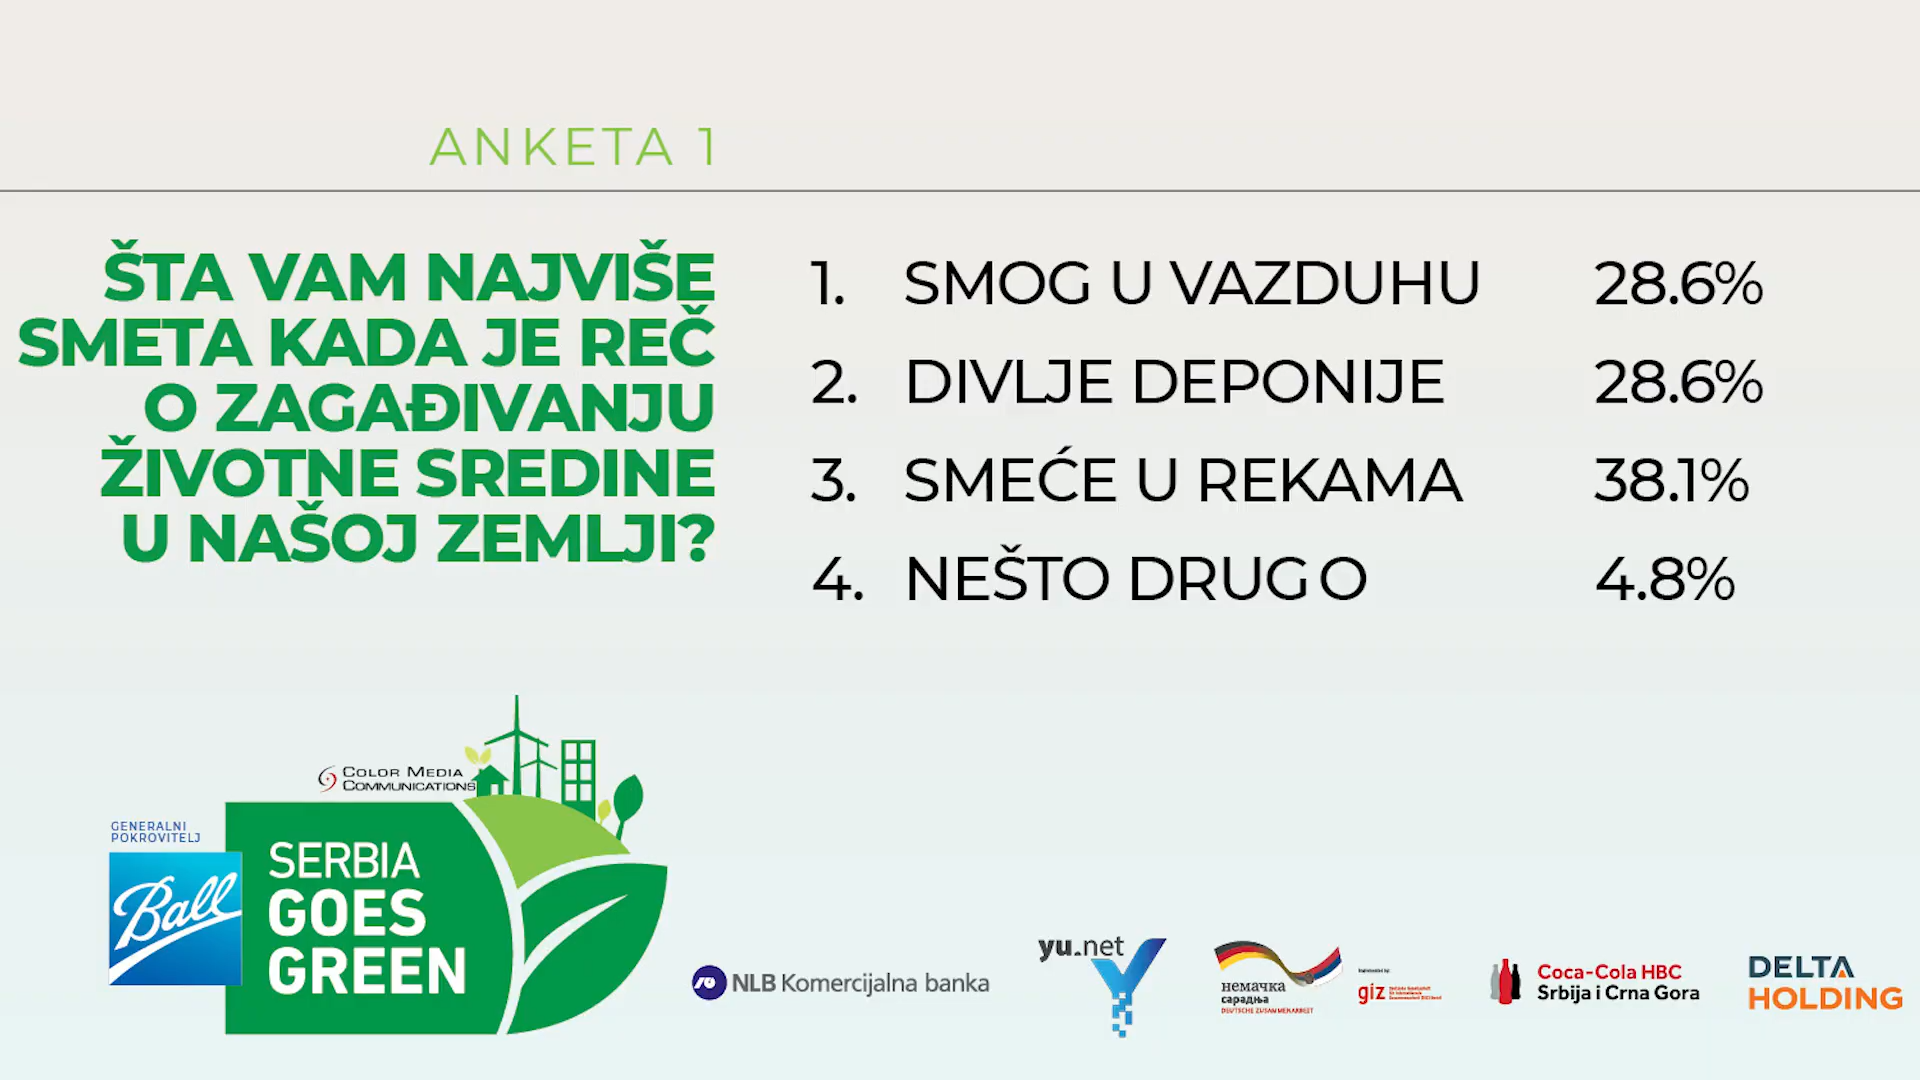 ANKETA 1
ŠTA VAM NAJVIŠE
SMETA KADA JE REČ
O ZAGAĐIVANJU
ŽIVOTNE SREDINE
U NAŠOJ ZEMLJI?
1. SMOG U VAZDUHU 28.6%
2. DIVLJE DEPONIJE 28.6%
3. SMEĆE U REKAMA 38.1%
4. NEŠTO DRUGO 4.8%
COLOR MEDIA
COMMUNICATIONS
GENERALNI
POKROVITELJ
Ball
SERBIA
GOES
GREEN
NLB Komercijalna banka
yu.net
немачка
сарадња
DEUTSCHE ZUSAMMENARBEIT
giz
Coca-Cola HBC
Srbija i Crna Gora
DELTA
HOLDING